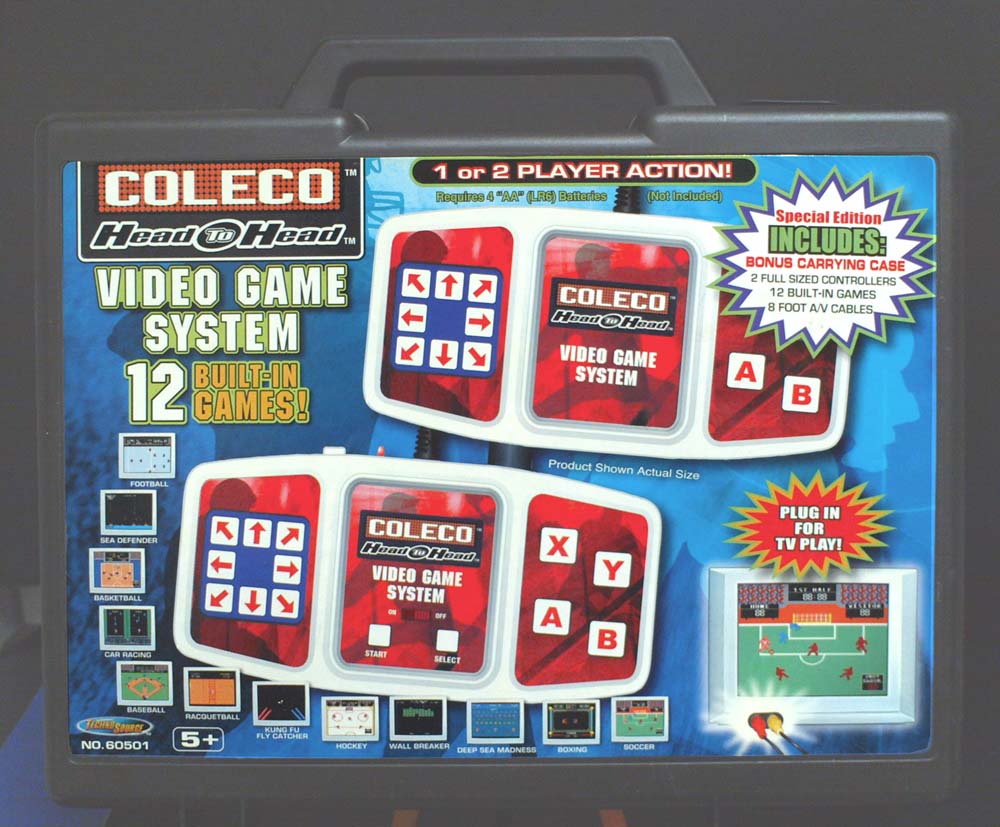 COLECO™
Head To Head™
VIDEO GAME
SYSTEM
12 BUILT-IN
GAMES!
1 or 2 PLAYER ACTION!
Requires 4 "AA" (LR6) Batteries (Not Included)
Special Edition
INCLUDES:
BONUS CARRYING CASE
2 FULL SIZED CONTROLLERS
12 BUILT-IN GAMES
8 FOOT A/V CABLES
COLECO
Head To Head
VIDEO GAME
SYSTEM
A
B
Product Shown Actual Size
COLECO
Head To Head
VIDEO GAME
SYSTEM
ON OFF
START
SELECT
X
Y
A
B
PLUG IN
FOR
TV PLAY!
1ST HALF
HOME
VISITOR
FOOTBALL
SEA DEFENDER
BASKETBALL
CAR RACING
BASEBALL
RACQUETBALL
KUNG FU
FLY CATCHER
HOCKEY
WALL BREAKER
DEEP SEA MADNESS
BOXING
SOCCER
TECHNO SOURCE
NO.60501
5+